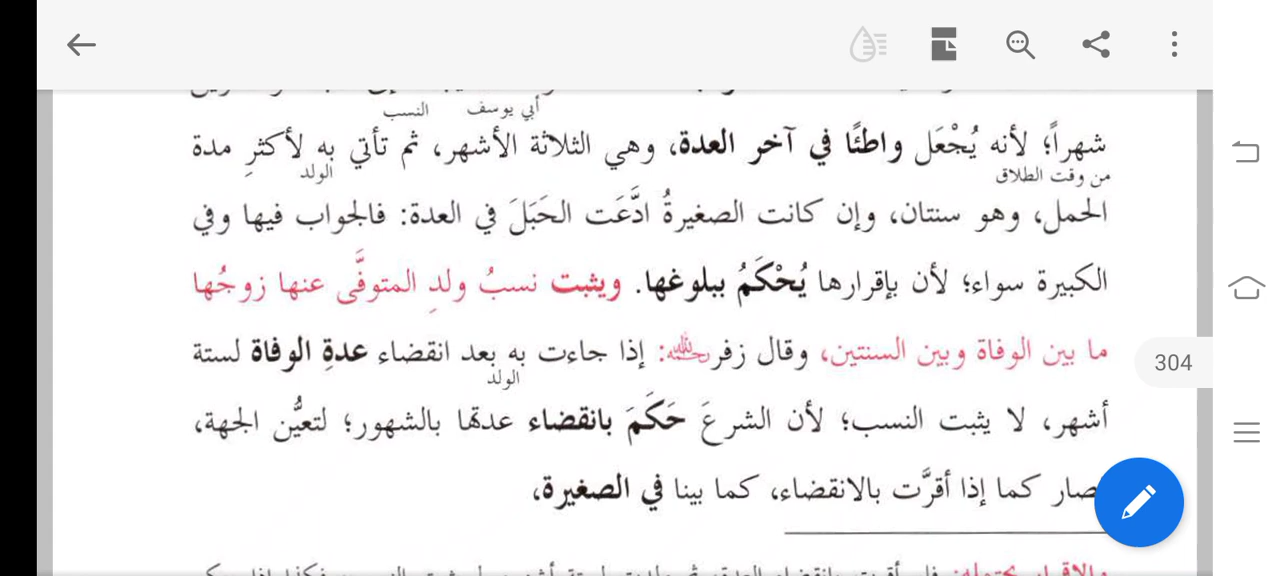 أبي يوسف النسب
شهراً؛ لأنه يُجْعَل واطئًا في آخر العدة، وهي الثلاثة الأشهر، ثم تأتي به لأكثرِ مدة
من وقت الطلاق الولد
الحمل، وهو سنتان، وإن كانت الصغيرةُ ادَّعَت الحَبَلَ في العدة: فالجواب فيها وفي
الكبيرة سواء؛ لأن بإقرارها يُحْكَمُ ببلوغها. ويثبت نسبُ ولدِ المتوفَّى عنها زوجُها
ما بين الوفاة وبين السنتين، وقال زفر رحمه الله: إذا جاءت به بعد انقضاء عدةِ الوفاة لستة
304
الولد
أشهر، لا يثبت النسب؛ لأن الشرعَ حَكَمَ بانقضاء عدتها بالشهور؛ لتعيُّن الجهة،
فصار كما إذا أقرَّت بالانقضاء، كما بينا في الصغيرة،